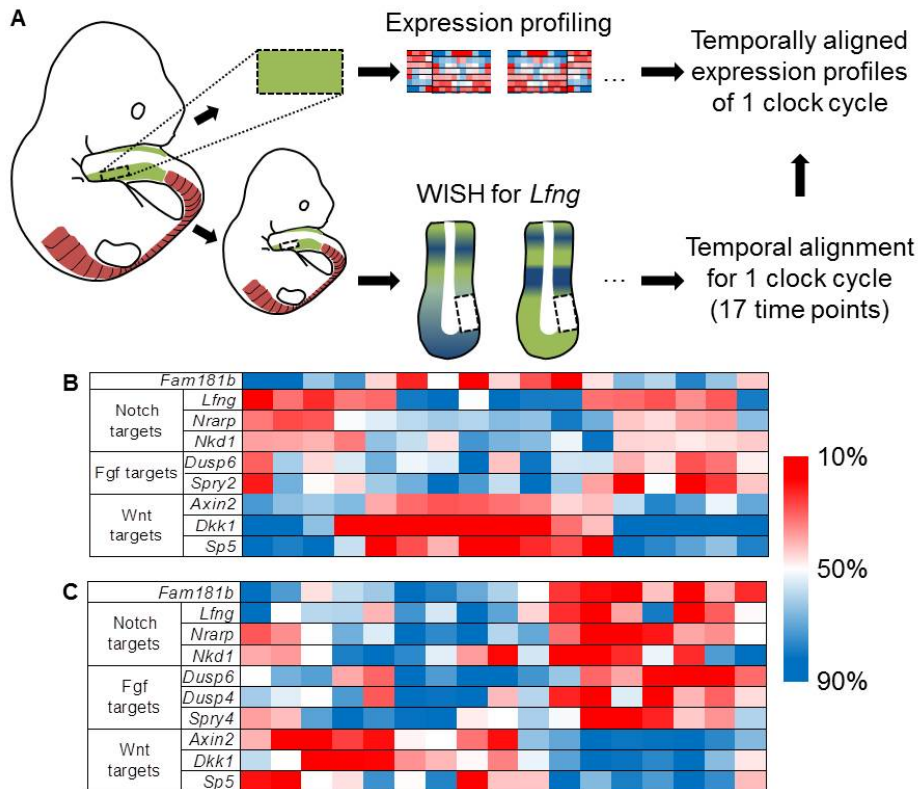 A
Expression profiling
...
Temporally aligned
expression profiles
of 1 clock cycle
WISH for Lfng
...
Temporal alignment
for 1 clock cycle
(17 time points)
B
Fam181b
Notch
targets
Lfng
Nrarp
Nkd1
Fgf targets
Dusp6
Spry2
Wnt
targets
Axin2
Dkk1
Sp5
10%
50%
90%
C
Fam181b
Notch
targets
Lfng
Nrarp
Nkd1
Fgf
targets
Dusp6
Dusp4
Spry4
Wnt
targets
Axin2
Dkk1
Sp5